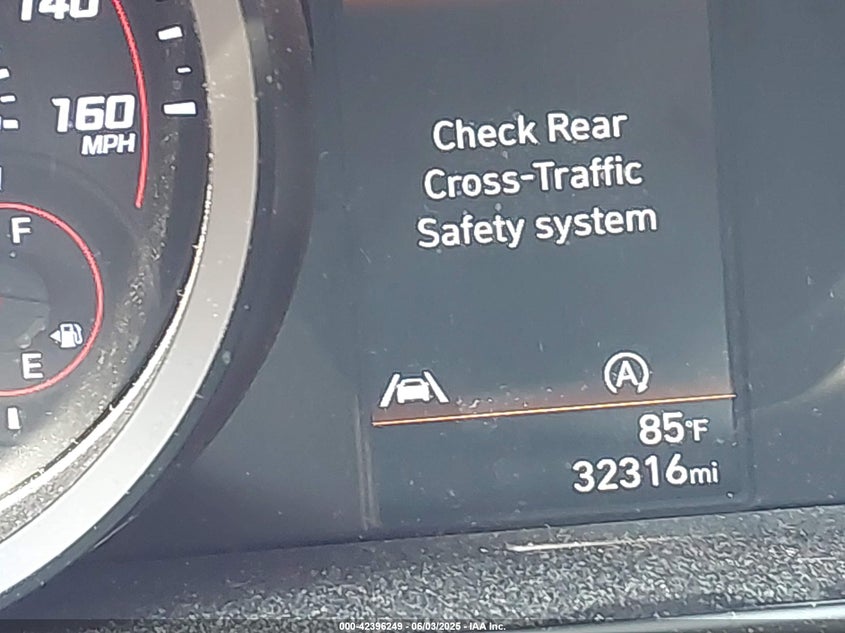 140
160
MPH
F
E
Check Rear
Cross-Traffic
Safety system
A
85°F
32316mi
000-42396249 - 06/03/2025 - IAA Inc.